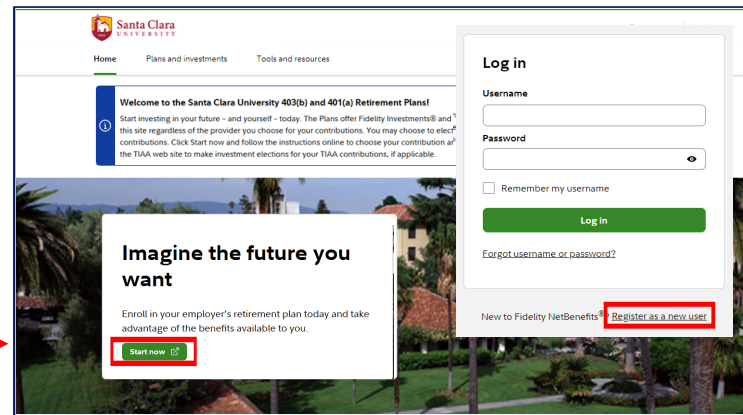 Santa Clara
UNIVERSITY
Home Plans and investments Tools and resources
Welcome to the Santa Clara University 403(b) and 401(a) Retirement Plans!
Start investing in your future – and yourself – today. The Plans offer Fidelity Investments® and
this site regardless of the provider you choose for your contributions. You may choose to elect
contributions. Click Start now and follow the instructions online to choose your contribution
the TIAA web site to make investment elections for your TIAA contributions, if applicable.
Imagine the future you
want
Enroll in your employer's retirement plan today and take
advantage of the benefits available to you.
Start now
Log in
Username
Password
Remember my username
Log in
Forgot username or password?
New to Fidelity NetBenefits® Register as a new user